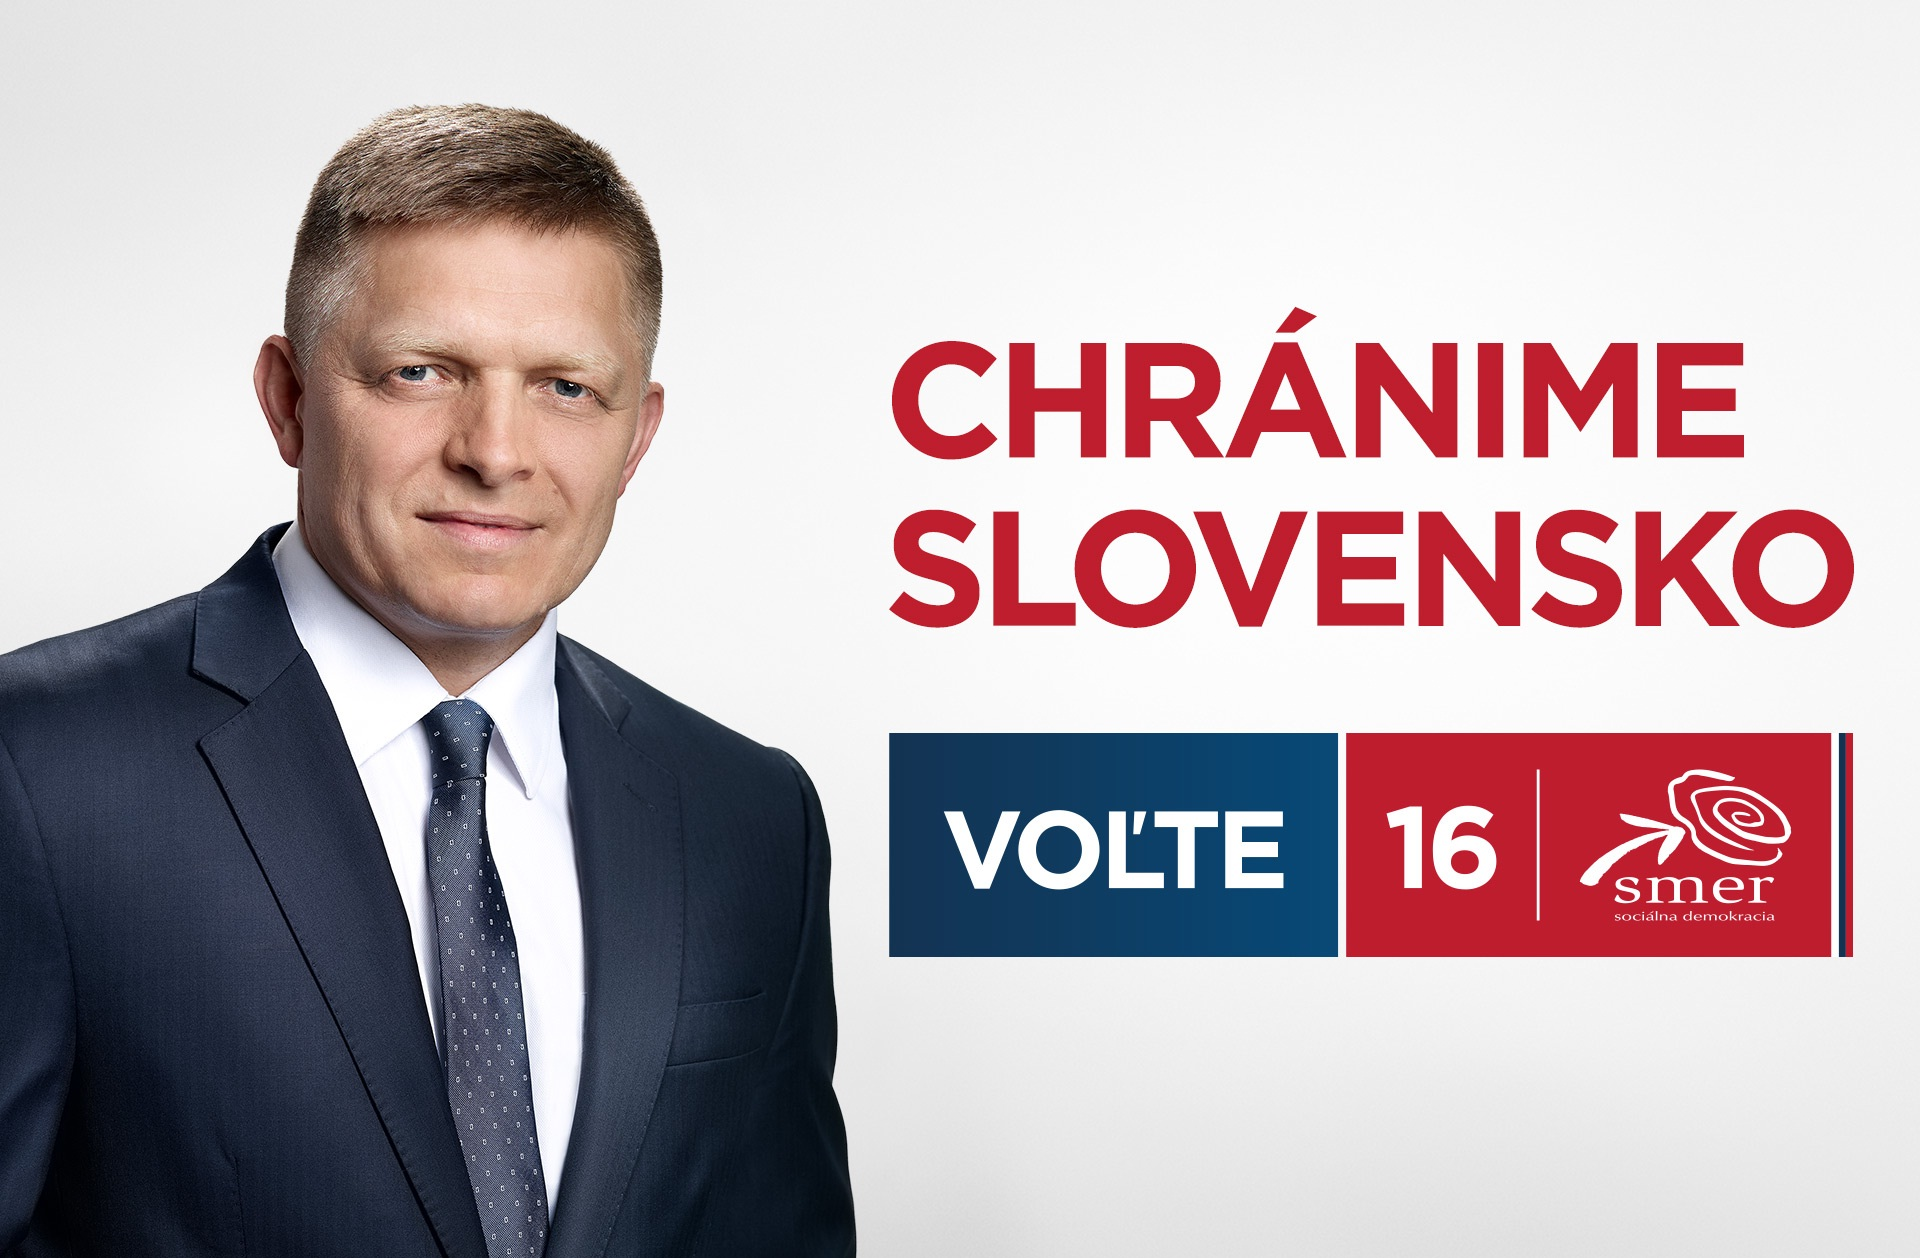 CHRÁNIME
SLOVENSKO
VOĽTE
16
smer
sociálna demokracia